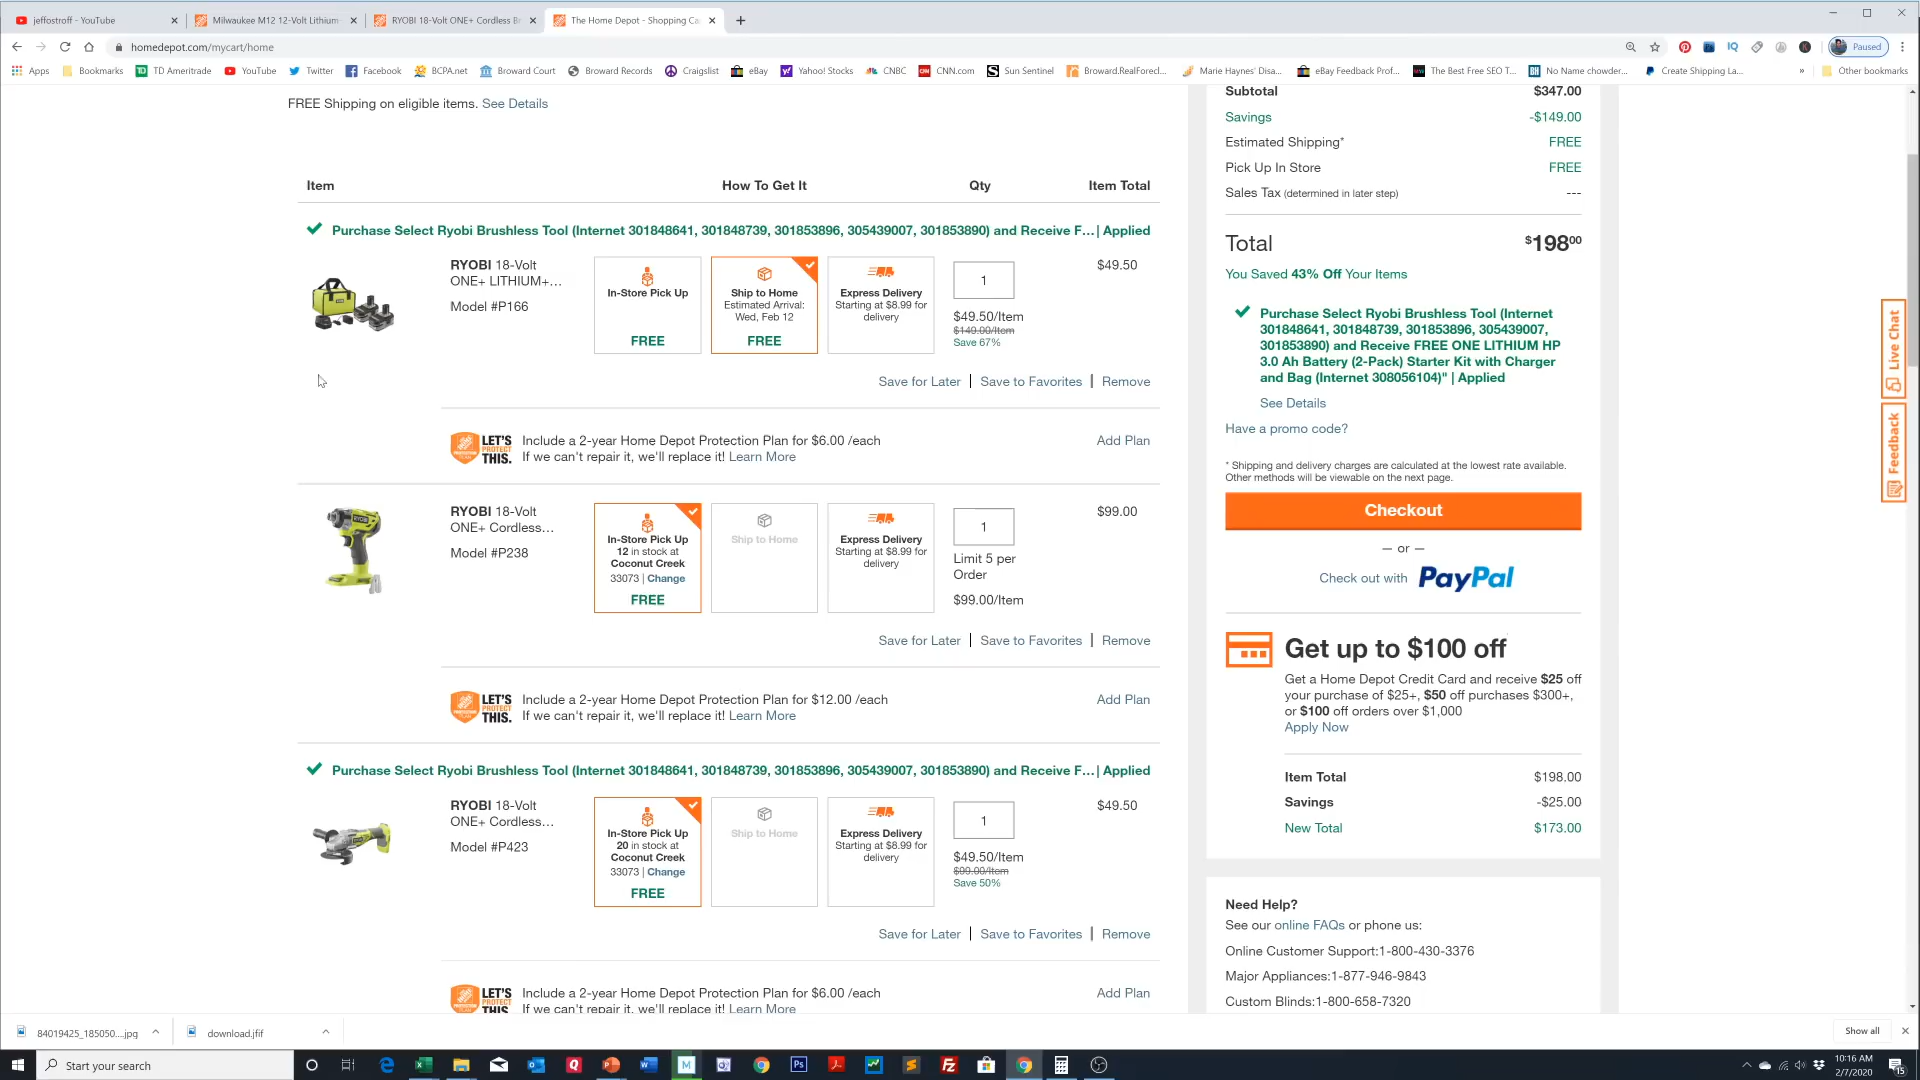 jeffostroff - YouTube
Milwaukee M12 12-Volt Lithium-
RYOBI 18-Volt ONE+ Cordless B
The Home Depot - Shopping Ca
homedepot.com/mycart/home
Paused
Apps
Bookmarks
TD Ameritrade
YouTube
Twitter
Facebook
BCPA.net
Broward Court
Broward Records
Craigslist
eBay
Yahoo! Stocks
CNBC
CNN.com
Sun Sentinel
Broward.RealForecl...
Marie Haynes' Disa...
eBay Feedback Prof...
The Best Free SEO T...
No Name chowder...
Create Shipping La...
»
Other bookmarks
FREE Shipping on eligible items. See Details
Item
How To Get It
Qty
Item Total
Purchase Select Ryobi Brushless Tool (Internet 301848641, 301848739, 301853896, 305439007, 301853890) and Receive F...| Applied
RYOBI 18-Volt
ONE+ LITHIUM+...
Model #P166
In-Store Pick Up
FREE
Ship to Home
Estimated Arrival:
Wed, Feb 12
FREE
Express Delivery
Starting at $8.99 for
delivery
1
$49.50/Item
$149.00/Item
Save 67%
$49.50
Save for Later | Save to Favorites | Remove
LET'S
PROTECT
THIS.
Include a 2-year Home Depot Protection Plan for $6.00 /each
If we can't repair it, we'll replace it! Learn More
Add Plan
RYOBI 18-Volt
ONE+ Cordless...
Model #P238
In-Store Pick Up
12 in stock at
Coconut Creek
33073 | Change
FREE
Ship to Home
Express Delivery
Starting at $8.99 for
delivery
1
Limit 5 per
Order
$99.00/Item
$99.00
Save for Later | Save to Favorites | Remove
LET'S
PROTECT
THIS.
Include a 2-year Home Depot Protection Plan for $12.00 /each
If we can't repair it, we'll replace it! Learn More
Add Plan
Purchase Select Ryobi Brushless Tool (Internet 301848641, 301848739, 301853896, 305439007, 301853890) and Receive F...| Applied
RYOBI 18-Volt
ONE+ Cordless...
Model #P423
In-Store Pick Up
20 in stock at
Coconut Creek
33073 | Change
FREE
Ship to Home
Express Delivery
Starting at $8.99 for
delivery
1
$49.50/Item
$99.00/Item
Save 50%
$49.50
Save for Later | Save to Favorites | Remove
LET'S
PROTECT
THIS.
Include a 2-year Home Depot Protection Plan for $6.00 /each
If we can't repair it, we'll replace it! Learn More
Add Plan
Subtotal $347.00
Savings -$149.00
Estimated Shipping* FREE
Pick Up In Store FREE
Sales Tax (determined in later step) ---
Total $19800
You Saved 43% Off Your Items
Purchase Select Ryobi Brushless Tool (Internet
301848641, 301848739, 301853896, 305439007,
301853890) and Receive FREE ONE LITHIUM HP
3.0 Ah Battery (2-Pack) Starter Kit with Charger
and Bag (Internet 308056104)" | Applied
See Details
Have a promo code?
* Shipping and delivery charges are calculated at the lowest rate available.
Other methods will be viewable on the next page.
Checkout
— or —
Check out with PayPal
Get up to $100 off
Get a Home Depot Credit Card and receive $25 off
your purchase of $25+, $50 off purchases $300+,
or $100 off orders over $1,000
Apply Now
Item Total $198.00
Savings -$25.00
New Total $173.00
Need Help?
See our online FAQs or phone us:
Online Customer Support:1-800-430-3376
Major Appliances:1-877-946-9843
Custom Blinds:1-800-658-7320
Live Chat
Feedback
84019425_185050....jpg
download.jfif
Show all
Start your search
10:16 AM
2/7/2020
15